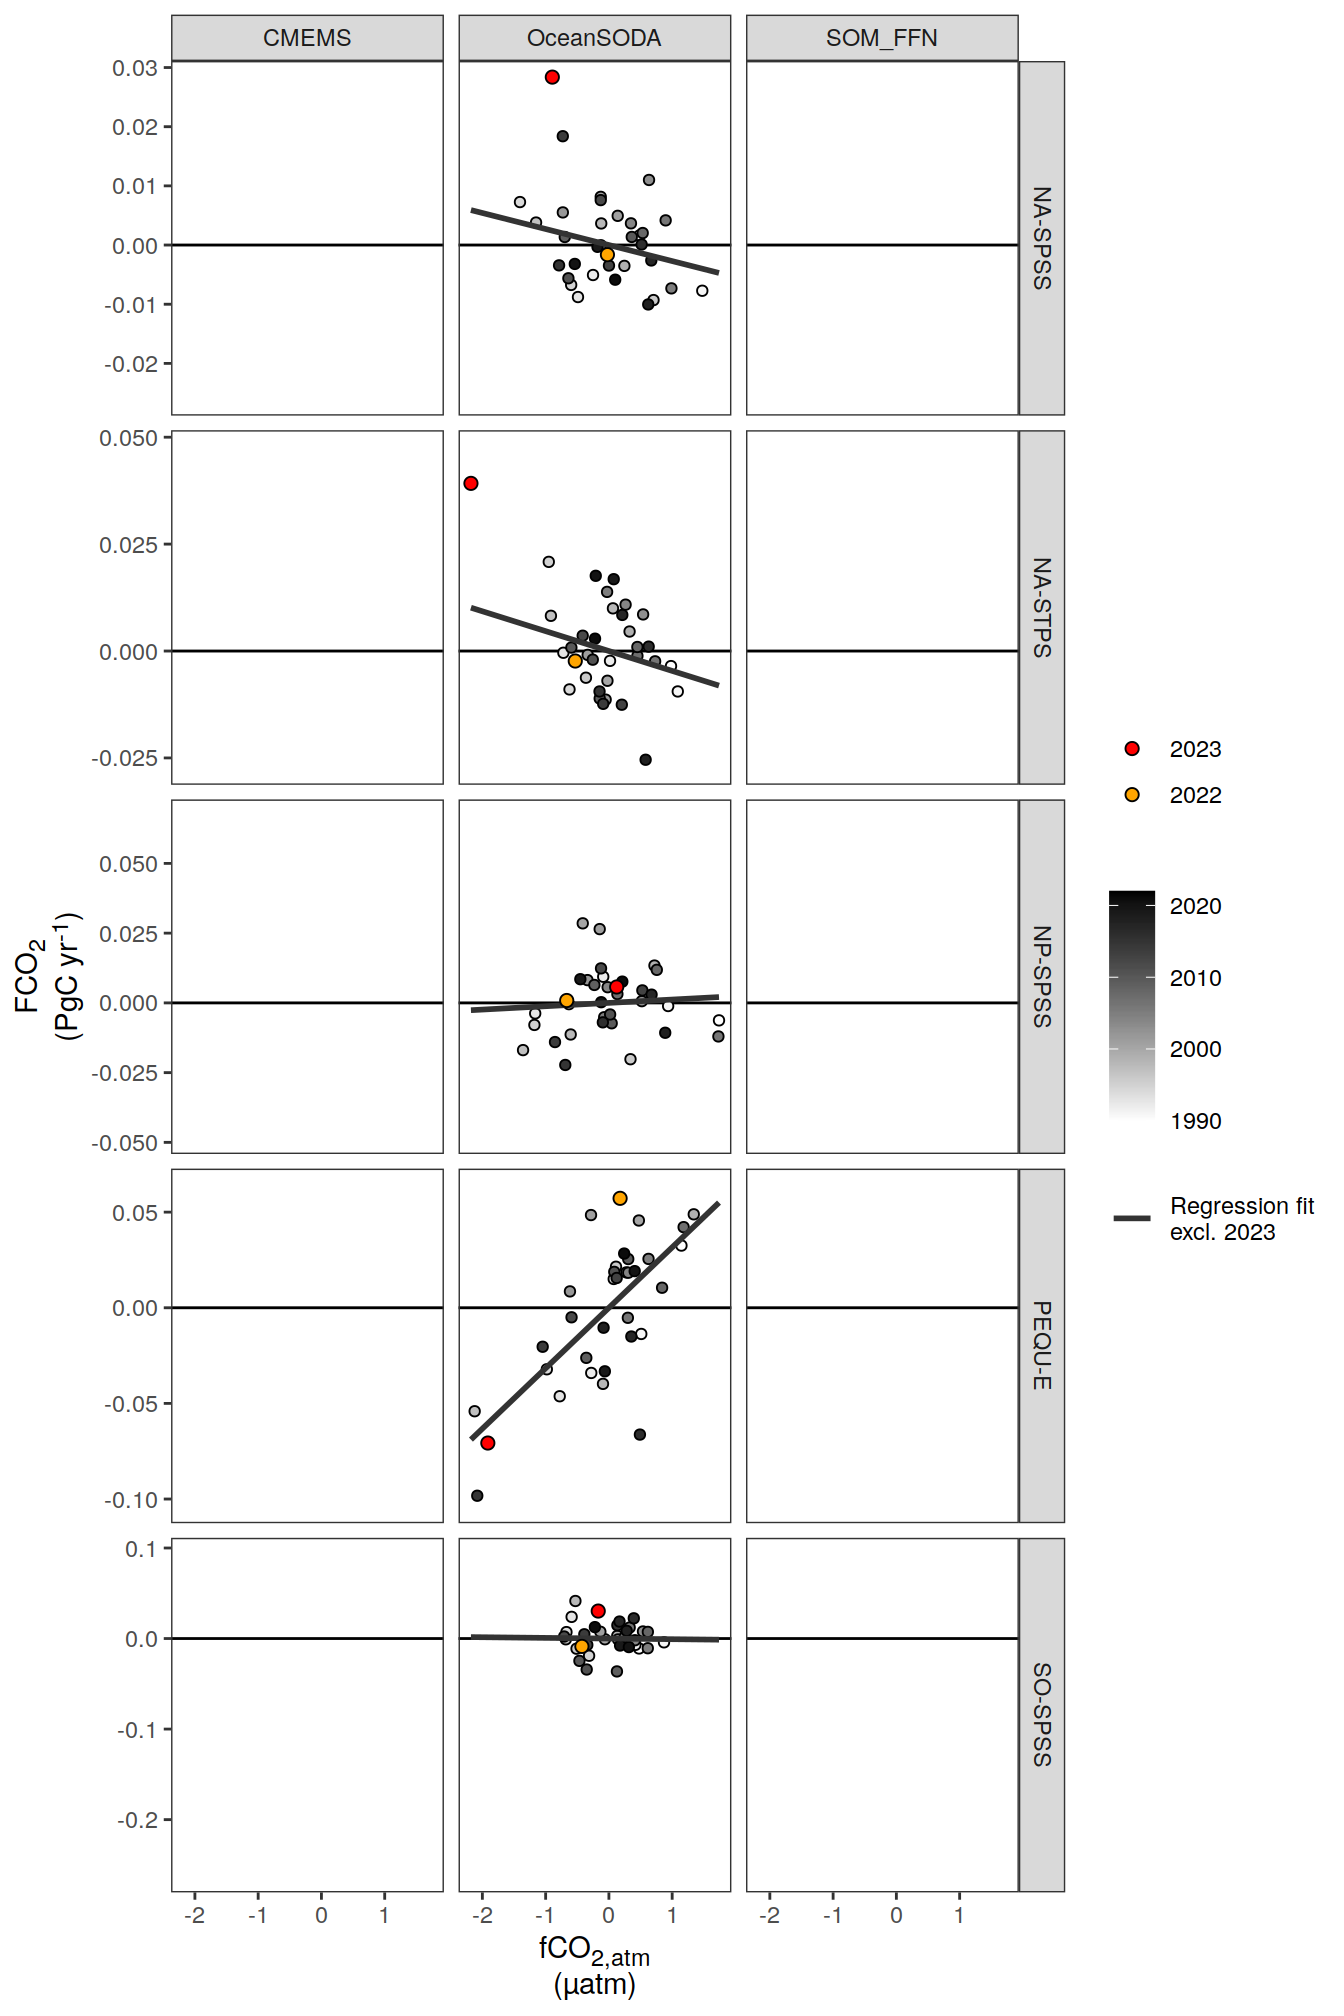 CMEMS OceanSODA SOM_FFN
0.03
0.02
0.01
0.00
-0.01
-0.02
NA-SPSS
0.050
0.025
0.000
-0.025
NA-STPS
0.050
0.025
0.000
-0.025
-0.050
NP-SPSS
0.05
0.00
-0.05
-0.10
PEQU-E
0.1
0.0
-0.1
-0.2
SO-SPSS
-2 -1 0 1 -2 -1 0 1 -2 -1 0 1
fCO2,atm
(µatm)
FCO2
(PgC yr-1)
2023
2022
2020
2010
2000
1990
Regression fit
excl. 2023